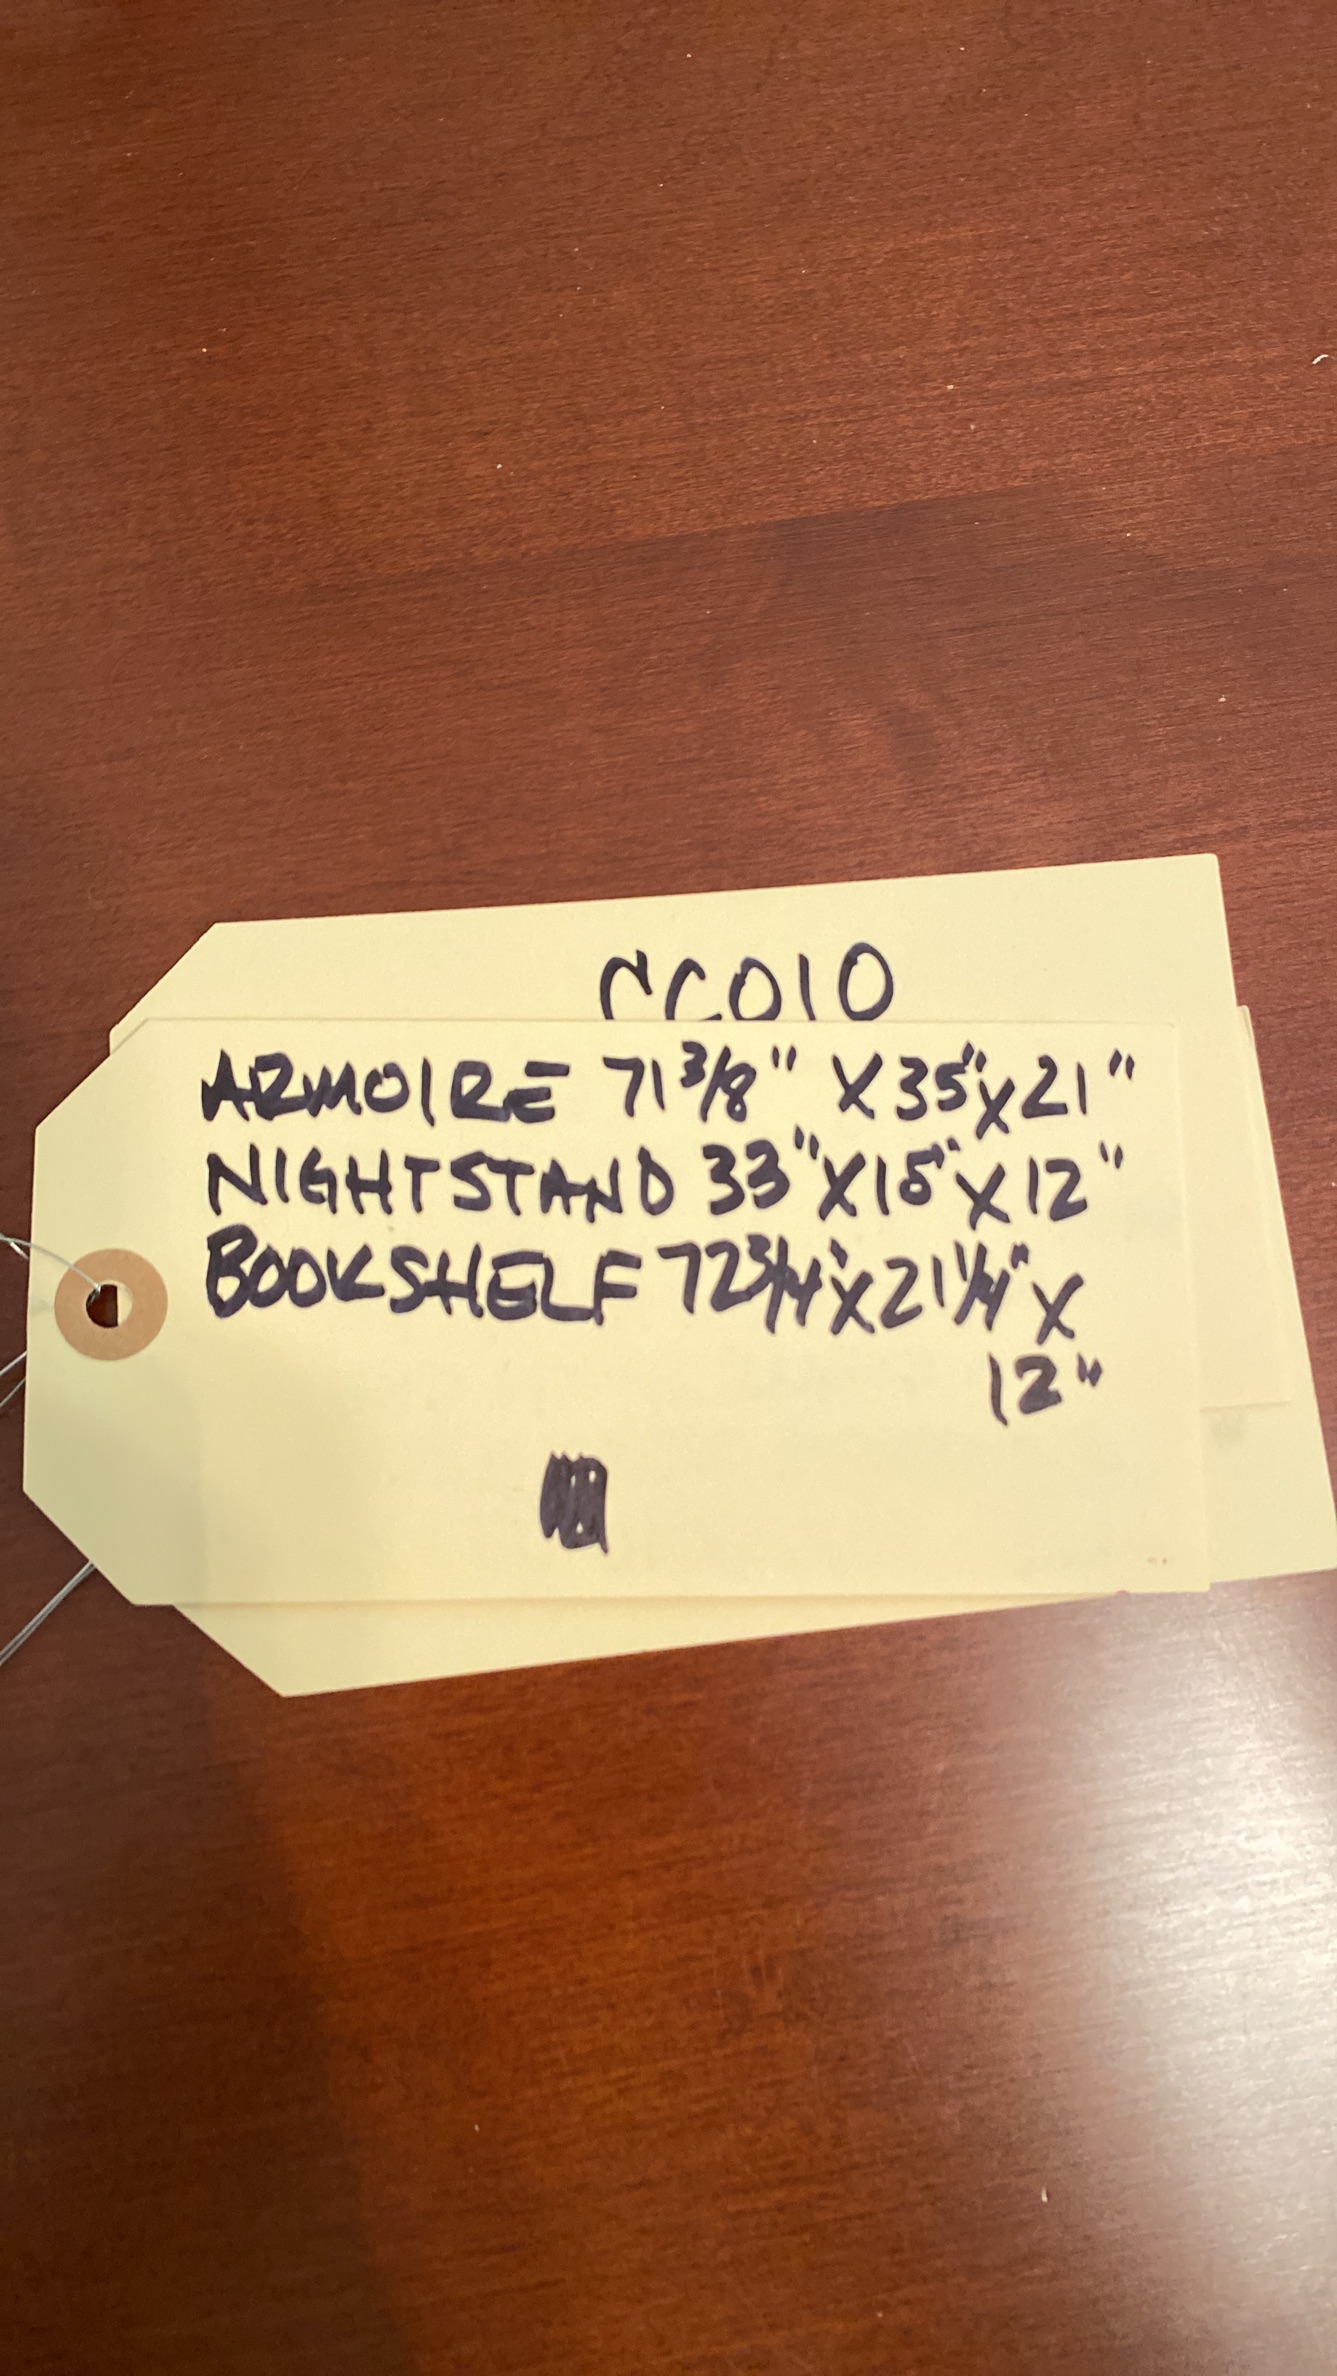 CC010
ARMOIRE 71 3/8" X 35" X 21"
NIGHTSTAND 33" X 15" X 12"
BOOKSHELF 72 3/4" X 21 1/4" X
12"